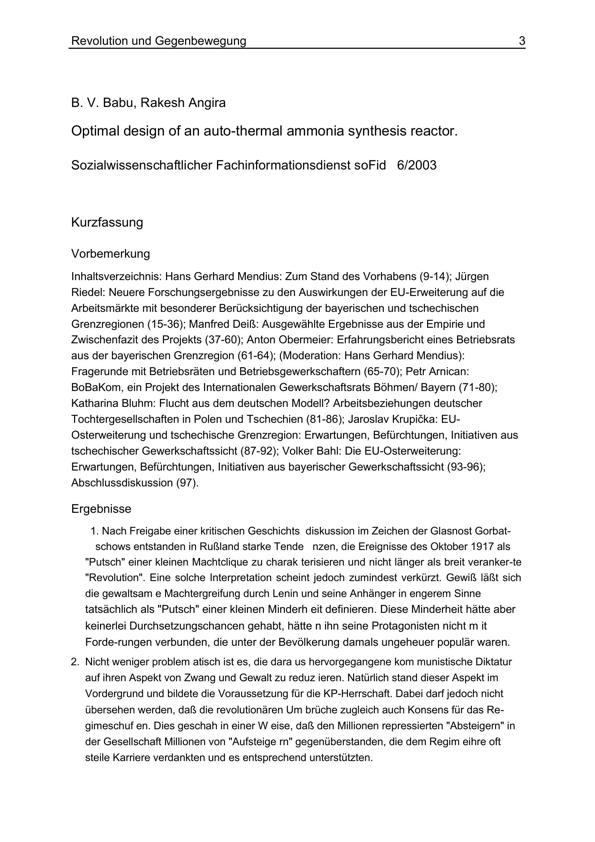 Revolution und Gegenbewegung 3
B. V. Babu, Rakesh Angira
Optimal design of an auto-thermal ammonia synthesis reactor.
Sozialwissenschaftlicher Fachinformationsdienst soFid 6/2003
Kurzfassung
Vorbemerkung
Inhaltsverzeichnis: Hans Gerhard Mendius: Zum Stand des Vorhabens (9-14); Jürgen
Riedel: Neuere Forschungsergebnisse zu den Auswirkungen der EU-Erweiterung auf die
Arbeitsmärkte mit besonderer Berücksichtigung der bayerischen und tschechischen
Grenzregionen (15-36); Manfred Deiß: Ausgewählte Ergebnisse aus der Empirie und
Zwischenfazit des Projekts (37-60); Anton Obermeier: Erfahrungsbericht eines Betriebsrats
aus der bayerischen Grenzregion (61-64); (Moderation: Hans Gerhard Mendius):
Fragerunde mit Betriebsräten und Betriebsgewerkschaftern (65-70); Petr Arnican:
BoBaKom, ein Projekt des Internationalen Gewerkschaftsrats Böhmen/ Bayern (71-80);
Katharina Bluhm: Flucht aus dem deutschen Modell? Arbeitsbeziehungen deutscher
Tochtergesellschaften in Polen und Tschechien (81-86); Jaroslav Krupička: EU-
Osterweiterung und tschechische Grenzregion: Erwartungen, Befürchtungen, Initiativen aus
tschechischer Gewerkschaftssicht (87-92); Volker Bahl: Die EU-Osterweiterung:
Erwartungen, Befürchtungen, Initiativen aus bayerischer Gewerkschaftssicht (93-96);
Abschlussdiskussion (97).
Ergebnisse
1. Nach Freigabe einer kritischen Geschichts diskussion im Zeichen der Glasnost Gorbat-
schows entstanden in Rußland starke Tende nzen, die Ereignisse des Oktober 1917 als
"Putsch" einer kleinen Machtclique zu charak terisieren und nicht länger als breit veranker-te
"Revolution". Eine solche Interpretation scheint jedoch zumindest verkürzt. Gewiß läßt sich
die gewaltsam e Machtergreifung durch Lenin und seine Anhänger in engerem Sinne
tatsächlich als "Putsch" einer kleinen Minderh eit definieren. Diese Minderheit hätte aber
keinerlei Durchsetzungschancen gehabt, hätte n ihn seine Protagonisten nicht m it
Forde-rungen verbunden, die unter der Bevölkerung damals ungeheuer populär waren.
2. Nicht weniger problem atisch ist es, die dara us hervorgegangene kom munistische Diktatur
auf ihren Aspekt von Zwang und Gewalt zu reduz ieren. Natürlich stand dieser Aspekt im
Vordergrund und bildete die Voraussetzung für die KP-Herrschaft. Dabei darf jedoch nicht
übersehen werden, daß die revolutionären Um brüche zugleich auch Konsens für das Re-
gimeschuf en. Dies geschah in einer W eise, daß den Millionen repressierten "Absteigern" in
der Gesellschaft Millionen von "Aufsteige rn" gegenüberstanden, die dem Regim eihre oft
steile Karriere verdankten und es entsprechend unterstützten.